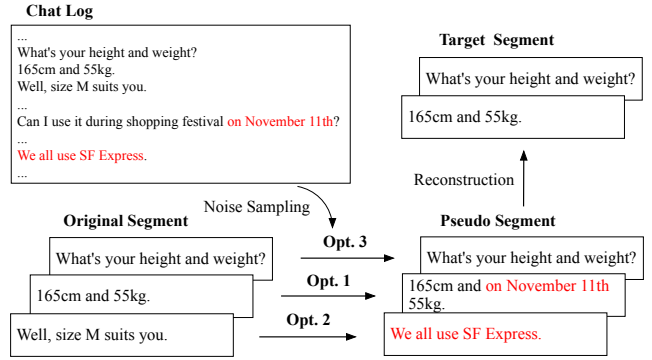 Chat Log
...
What's your height and weight?
165cm and 55kg.
Well, size M suits you.
...
Can I use it during shopping festival on November 11th?
...
We all use SF Express.
...
Target Segment
What's your height and weight?
165cm and 55kg.
Reconstruction
Noise Sampling
Original Segment
What's your height and weight?
165cm and 55kg.
Well, size M suits you.
Opt. 3
Opt. 1
Opt. 2
Pseudo Segment
What's your height and weight?
165cm and on November 11th
55kg.
We all use SF Express.